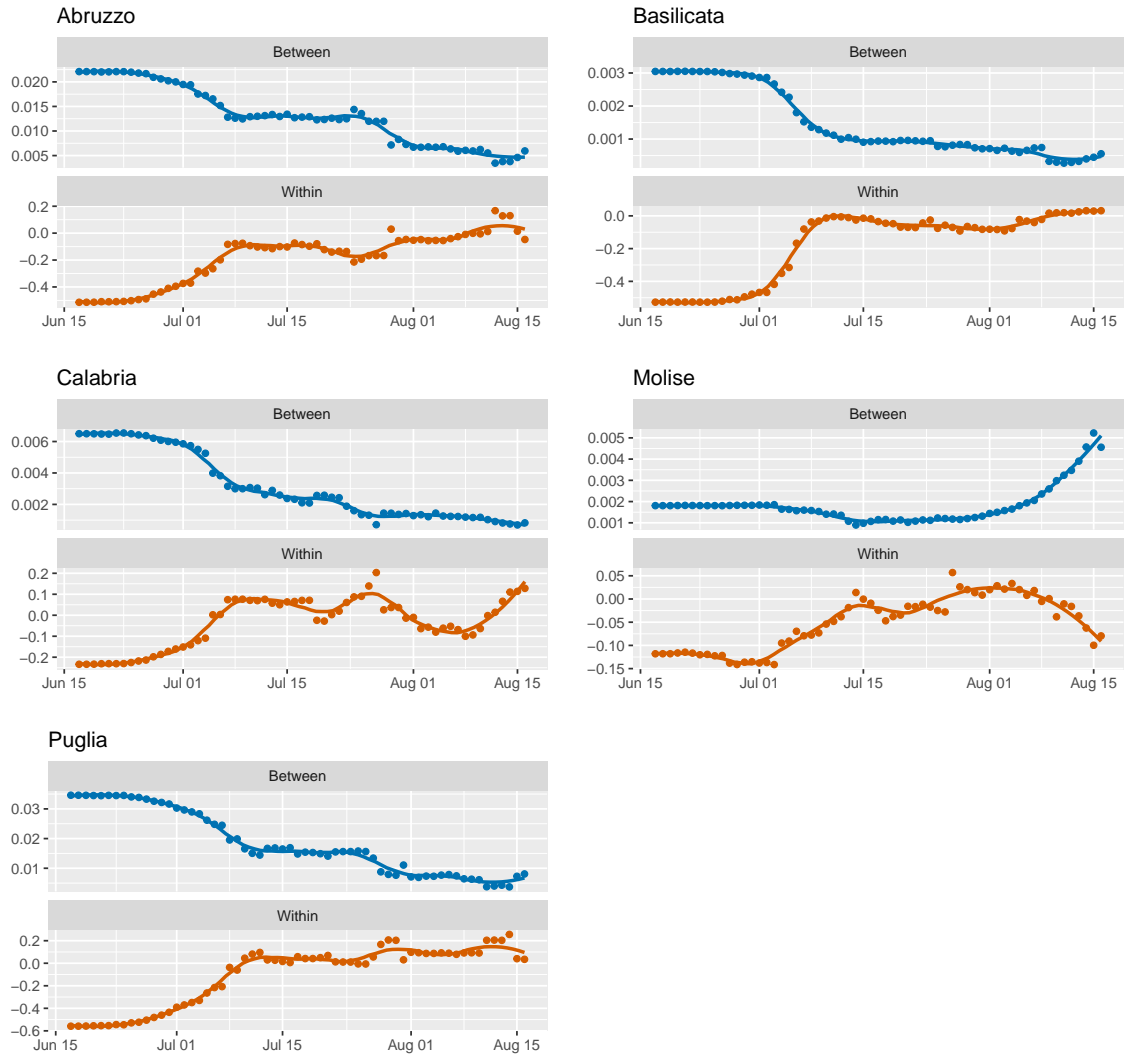 Abruzzo
Between
0.020
0.015
0.010
0.005
Within
0.2
0.0
−0.2
−0.4
Jun 15 Jul 01 Jul 15 Aug 01 Aug 15
Basilicata
Between
0.003
0.002
0.001
Within
0.0
−0.2
−0.4
Jun 15 Jul 01 Jul 15 Aug 01 Aug 15
Calabria
Between
0.006
0.004
0.002
Within
0.2
0.1
0.0
−0.1
−0.2
Jun 15 Jul 01 Jul 15 Aug 01 Aug 15
Molise
Between
0.005
0.004
0.003
0.002
0.001
Within
0.05
0.00
−0.05
−0.10
−0.15
Jun 15 Jul 01 Jul 15 Aug 01 Aug 15
Puglia
Between
0.03
0.02
0.01
Within
0.2
0.0
−0.2
−0.4
−0.6
Jun 15 Jul 01 Jul 15 Aug 01 Aug 15